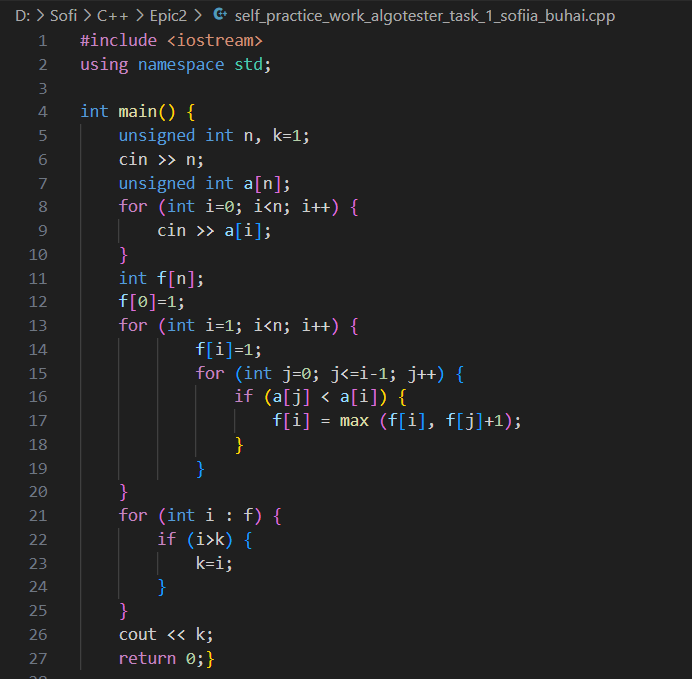 D: > Sofi > C++ > Epic2 > self_practice_work_algotester_task_1_sofiia_buhai.cpp
1 #include <iostream>
2 using namespace std;
3
4 int main() {
5     unsigned int n, k=1;
6     cin >> n;
7     unsigned int a[n];
8     for (int i=0; i<n; i++) {
9         cin >> a[i];
10     }
11     int f[n];
12     f[0]=1;
13     for (int i=1; i<n; i++) {
14             f[i]=1;
15             for (int j=0; j<=i-1; j++) {
16                 if (a[j] < a[i]) {
17                     f[i] = max (f[i], f[j]+1);
18                 }
19             }
20     }
21     for (int i : f) {
22         if (i>k) {
23             k=i;
24         }
25     }
26     cout << k;
27     return 0;}